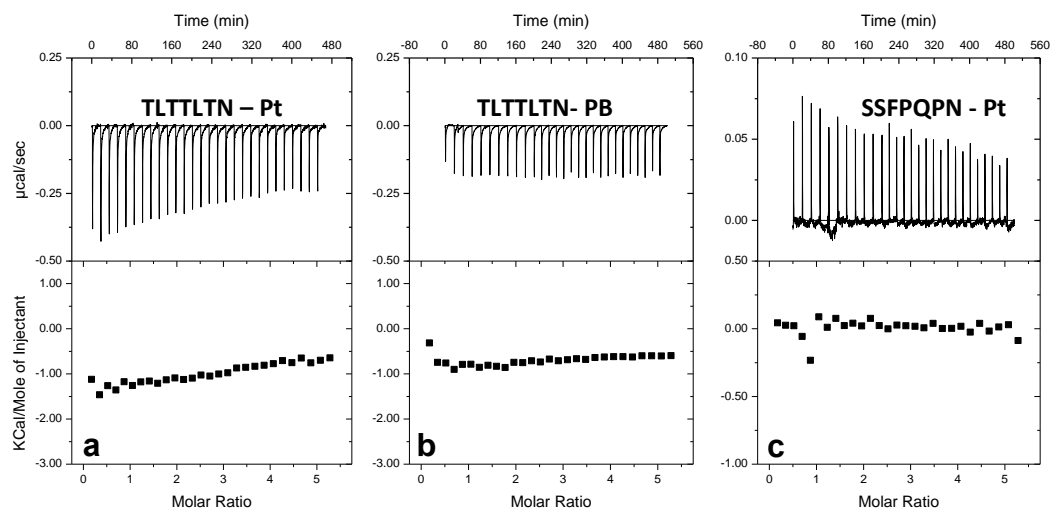 Time (min) Time (min) Time (min)
0 80 160 240 320 400 480 -80 0 80 160 240 320 400 480 560 -80 0 80 160 240 320 400 480 560
0.25 0.25 0.10
TLTTLTN – Pt TLTTLTN- PB SSFPQPN - Pt
0.00 0.00 0.05
µcal/sec
-0.25 -0.25 0.00
-0.50 -0.50 0.50
1.00 1.00
0.00 0.00 0.00
-1.00 -1.00 -0.50
KCal/Mole of Injectant
-2.00 -2.00
a b c
-3.00 -3.00 -1.00
0 1 2 3 4 5 0 1 2 3 4 5 0 1 2 3 4 5
Molar Ratio Molar Ratio Molar Ratio